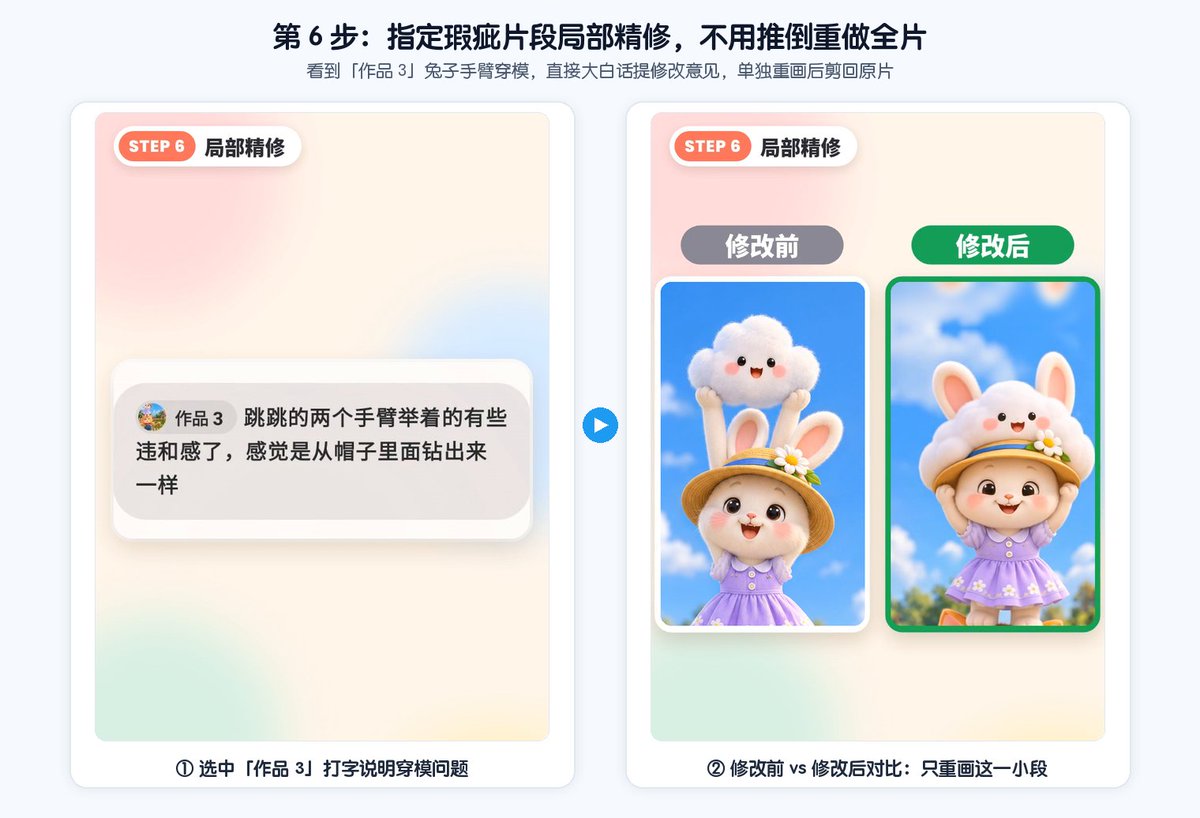 第 6 步：指定瑕疵片段局部精修，不用推倒重做全片
看到「作品 3」兔子手臂穿模，直接大白话提修改意见，单独重画后剪回原片
STEP 6 局部精修
作品 3 跳跳的两个手臂举着的有些
违和感了，感觉是从帽子里面钻出来
一样
① 选中「作品 3」打字说明穿模问题
STEP 6 局部精修
修改前
修改后
② 修改前 vs 修改后对比：只重画这一小段